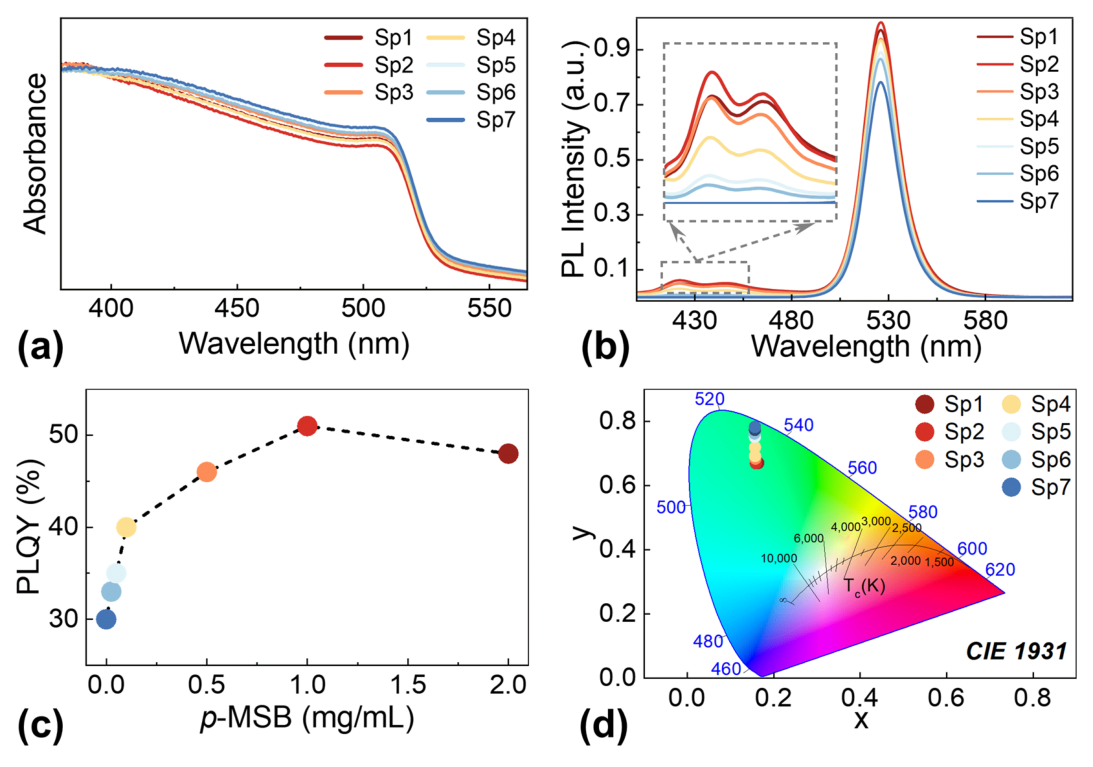 Absorbance
Sp1
Sp2
Sp3
Sp4
Sp5
Sp6
Sp7
400
450
500
550
Wavelength (nm)
(a)
PL Intensity (a.u.)
0.9
0.7
0.5
0.3
0.1
Sp1
Sp2
Sp3
Sp4
Sp5
Sp6
Sp7
430
480
530
580
Wavelength (nm)
(b)
PLQY (%)
50
40
30
0.0
0.5
1.0
1.5
2.0
p-MSB (mg/mL)
(c)
y
0.8
0.6
0.4
0.2
0.0
520
540
560
580
600
620
500
480
460
Sp1
Sp2
Sp3
Sp4
Sp5
Sp6
Sp7
10,000
6,000
4,000
3,000
2,500
2,000
1,500
∞
Tc(K)
CIE 1931
0.0
0.2
0.4
0.6
0.8
x
(d)